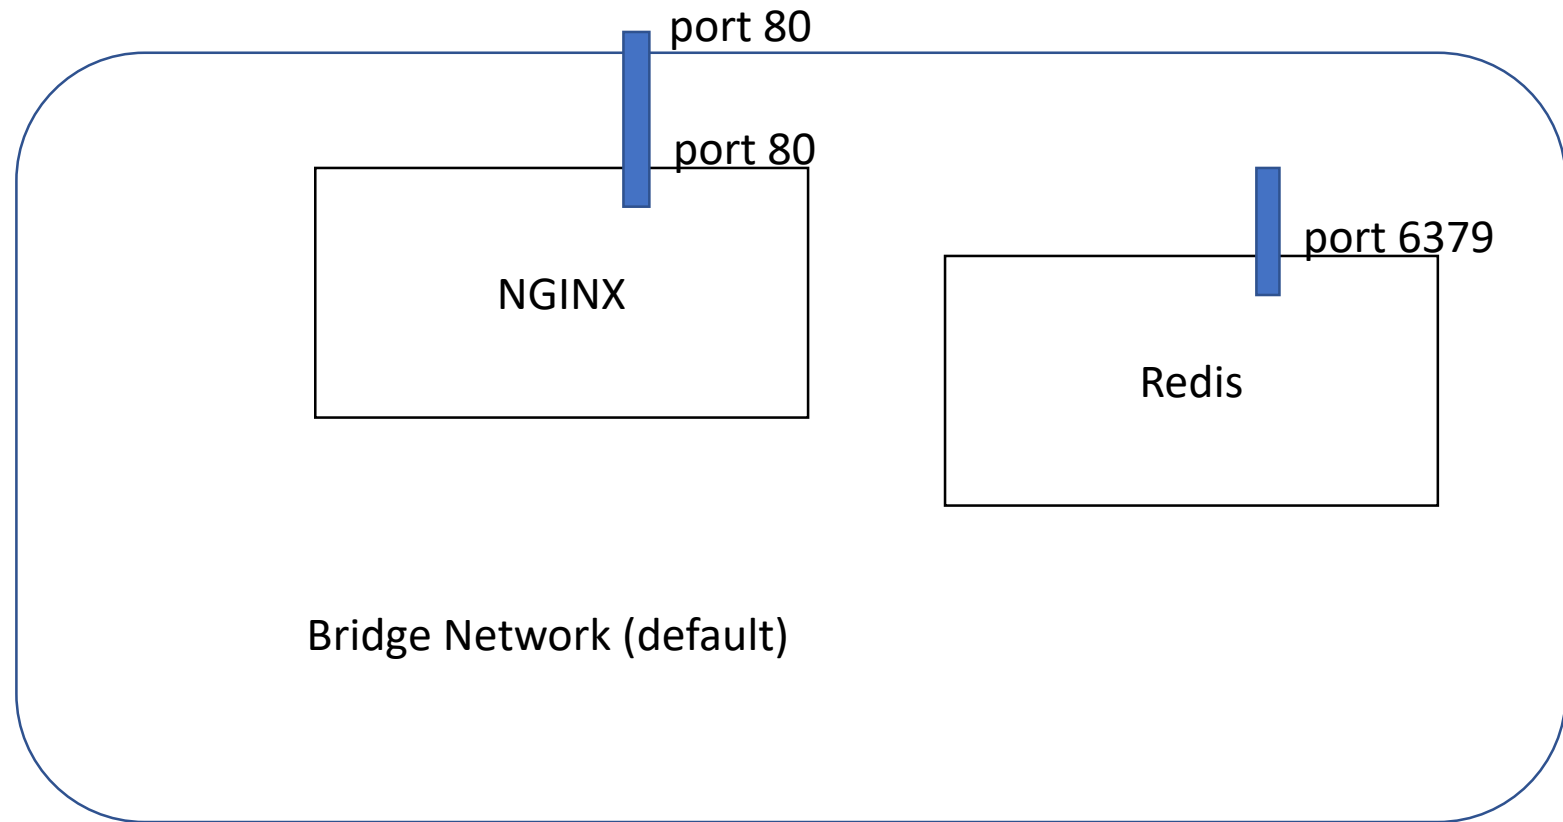 port 80
port 80
port 6379
NGINX
Redis
Bridge Network (default)